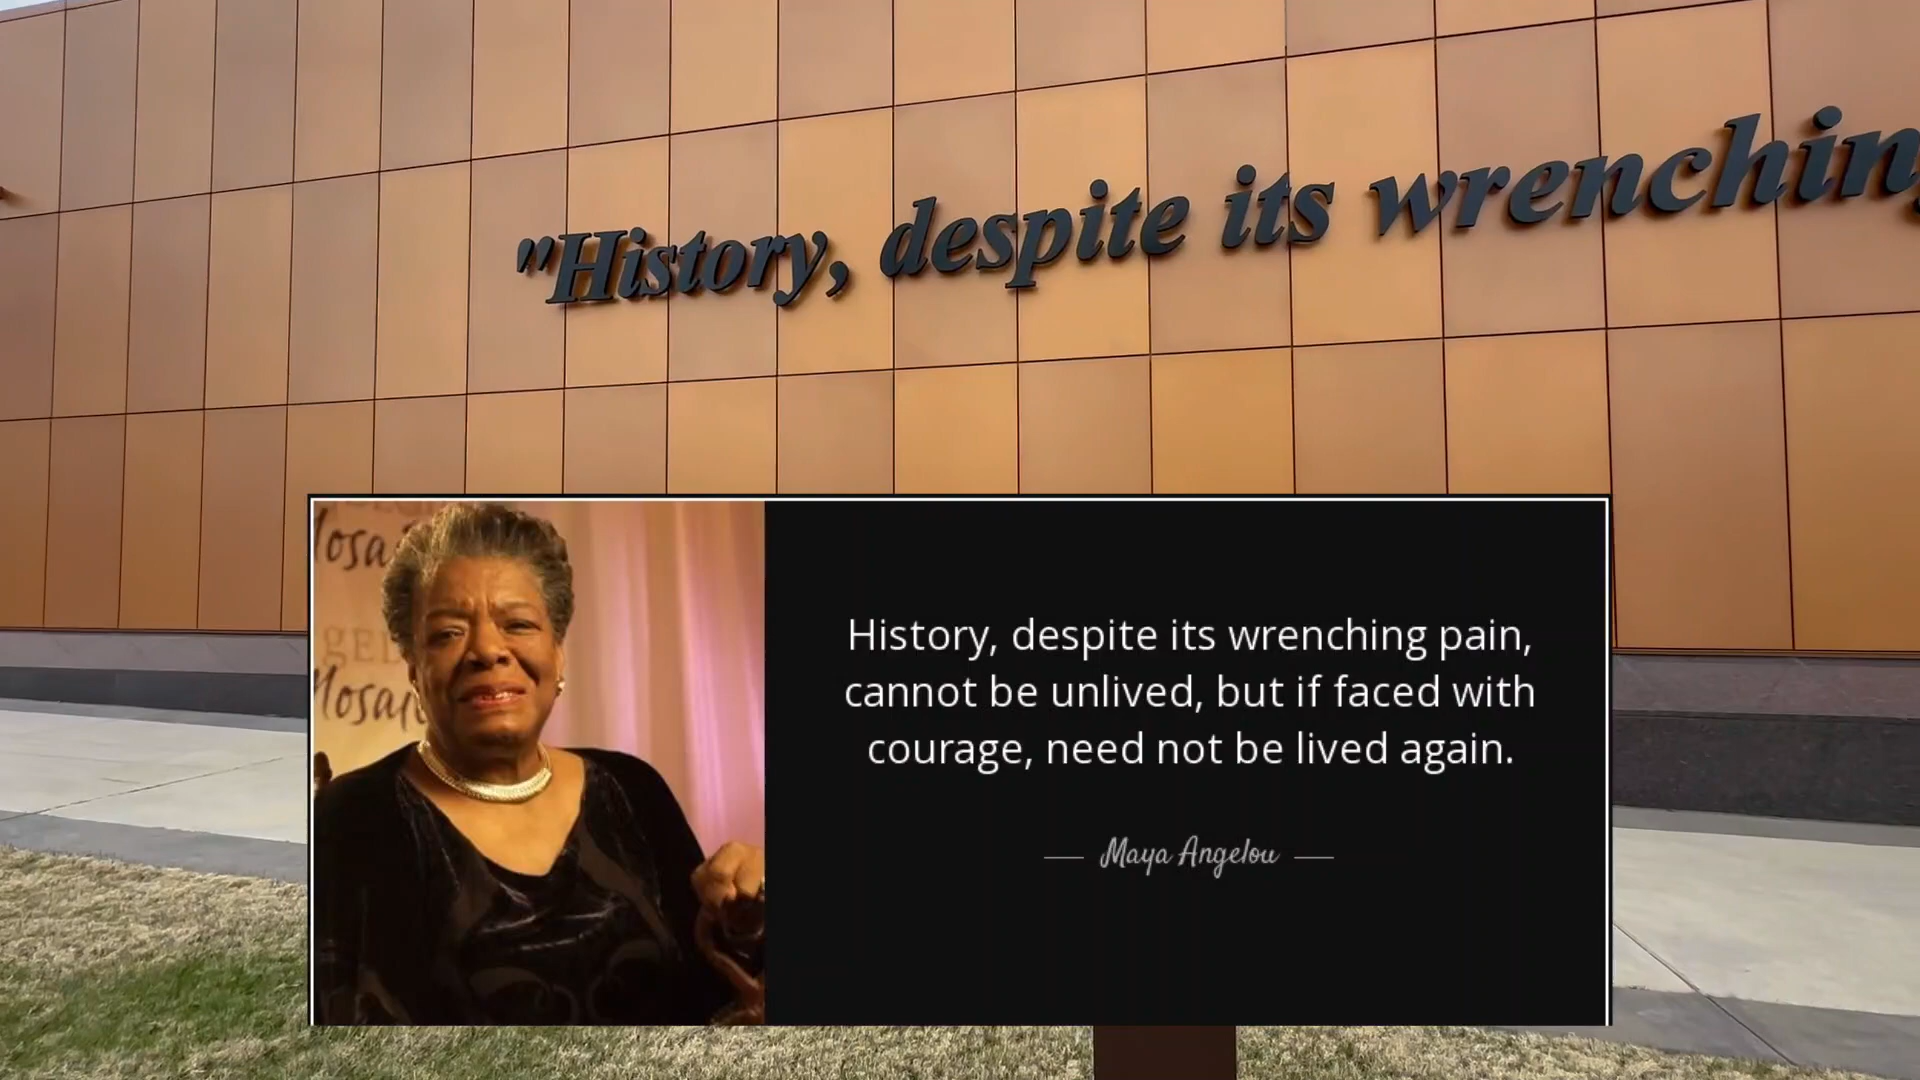 "History, despite its wrenching
History, despite its wrenching pain,
cannot be unlived, but if faced with
courage, need not be lived again.
Maya Angelou